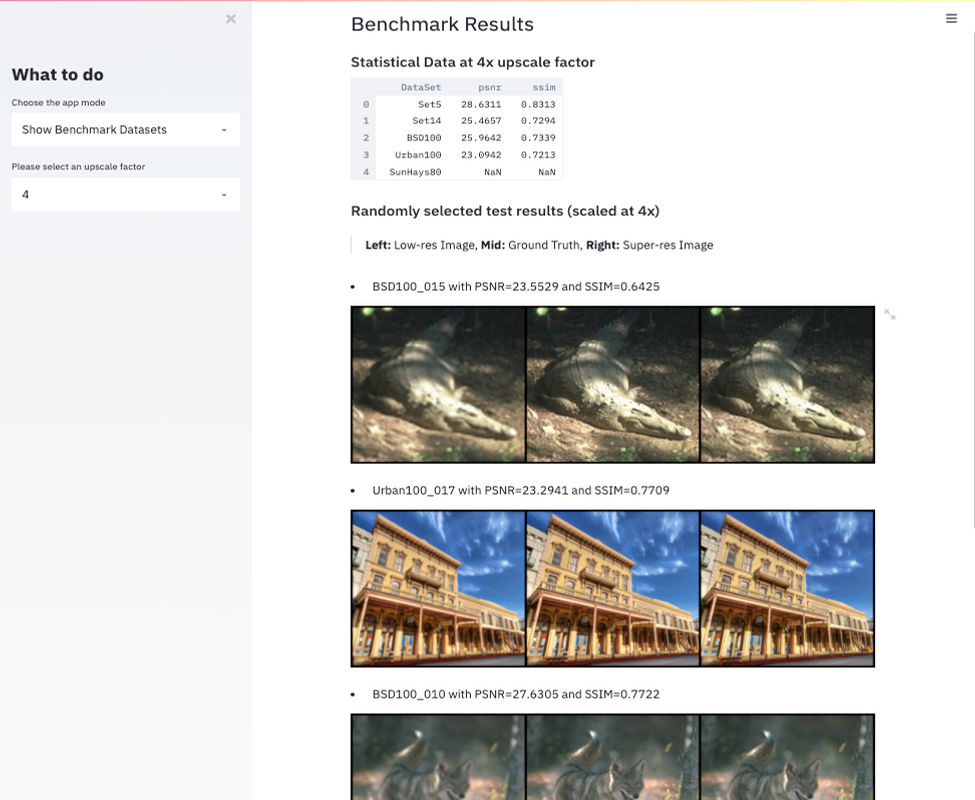 What to do
Choose the app mode
Show Benchmark Datasets
Please select an upscale factor
4
Benchmark Results
Statistical Data at 4x upscale factor
DataSet psnr ssim
0 Set5 28.6311 0.8313
1 Set14 25.4657 0.7294
2 BSD100 25.9642 0.7339
3 Urban100 23.0942 0.7213
4 SunHays80 NaN NaN
Randomly selected test results (scaled at 4x)
Left: Low-res Image, Mid: Ground Truth, Right: Super-res Image
• BSD100_015 with PSNR=23.5529 and SSIM=0.6425
• Urban100_017 with PSNR=23.2941 and SSIM=0.7709
• BSD100_010 with PSNR=27.6305 and SSIM=0.7722